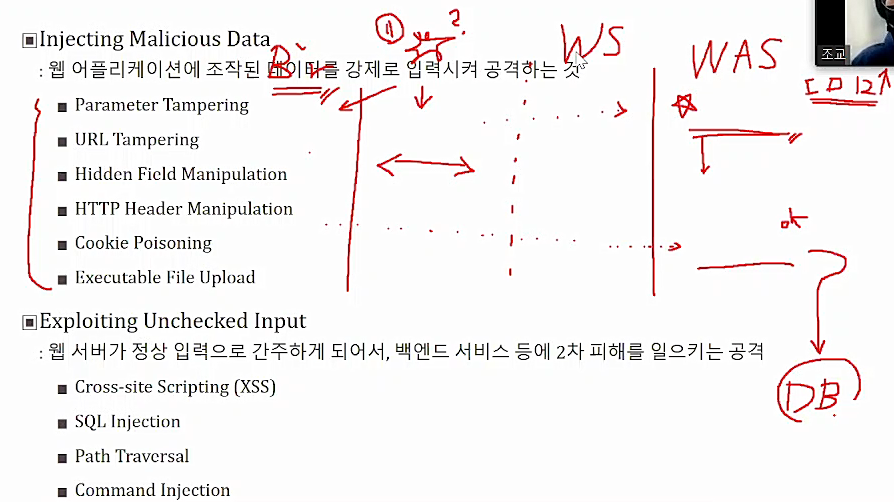 Injecting Malicious Data
: 웹 어플리케이션에 조작된 데이터를 강제로 입력시켜 공격하는 것
Parameter Tampering
URL Tampering
Hidden Field Manipulation
HTTP Header Manipulation
Cookie Poisoning
Executable File Upload
Exploiting Unchecked Input
: 웹 서버가 정상 입력으로 간주하게 되어서, 백엔드 서비스 등에 2차 피해를 일으키는 공격
Cross-site Scripting (XSS)
SQL Injection
Path Traversal
Command Injection
WS
WAS
ok
DB
조교